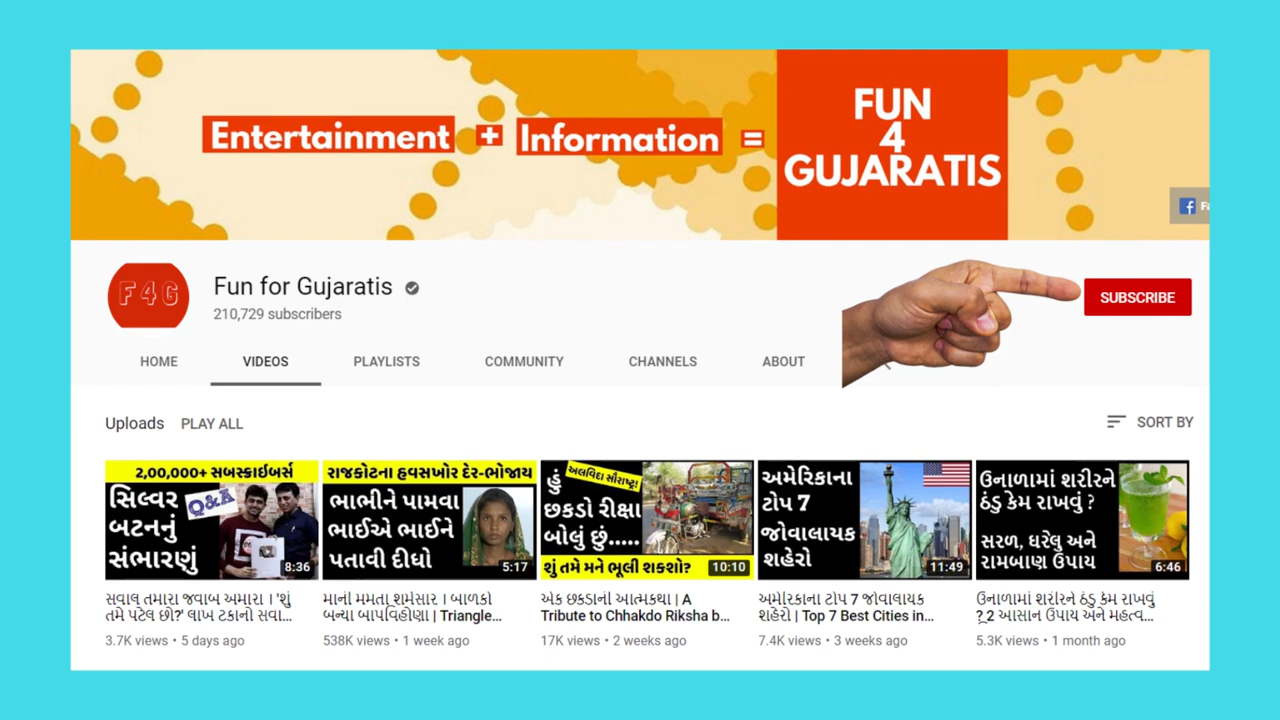 Entertainment + Information =
FUN
4
GUJARATIS
F4G
Fun for Gujaratis
210,729 subscribers
SUBSCRIBE
HOME VIDEOS PLAYLISTS COMMUNITY CHANNELS ABOUT
Uploads PLAY ALL
SORT BY
2,00,000+ સબસ્ક્રાઇબર્સ
સિલ્વર
Q&A
બટનનું
સંભારણું
8:36
સવાલ તમારા જવાબ અમારા । 'શું
તમે પટેલ છો?' લાખ ટકાનો સવા...
3.7K views • 5 days ago
રાજકોટના હવસખોર દેર-ભોજાય
ભાભીને પામવા
ભાઈએ ભાઈને
પતાવી દીધો
5:17
માની મમતા શર્મસાર । બાળકો
બન્યા બાપવિહોણા | Triangle...
538K views • 1 week ago
અલવિદા સૌરાષ્ટ્ર!
હું
છકડો રીક્ષા
બોલું છું.....
શું તમે મને ભૂલી શકશો?
10:10
એક છકડાની આત્મકથા | A
Tribute to Chhakdo Riksha b...
17K views • 2 weeks ago
અમેરિકાના
ટોપ 7
જોવાલાયક
શહેરો
11:49
અમેરિકાના ટોપ 7 જોવાલાયક
શહેરો | Top 7 Best Cities in...
7.4K views • 3 weeks ago
ઉનાળામાં શરીરને
ઠંડુ કેમ રાખવું ?
સરળ, ઘરેલુ અને
રામબાણ ઉપાય
6:46
ઉનાળામાં શરીરને ઠંડુ કેમ રાખવું
? 2 આસાન ઉપાય અને મહત્વ...
5.3K views • 1 month ago